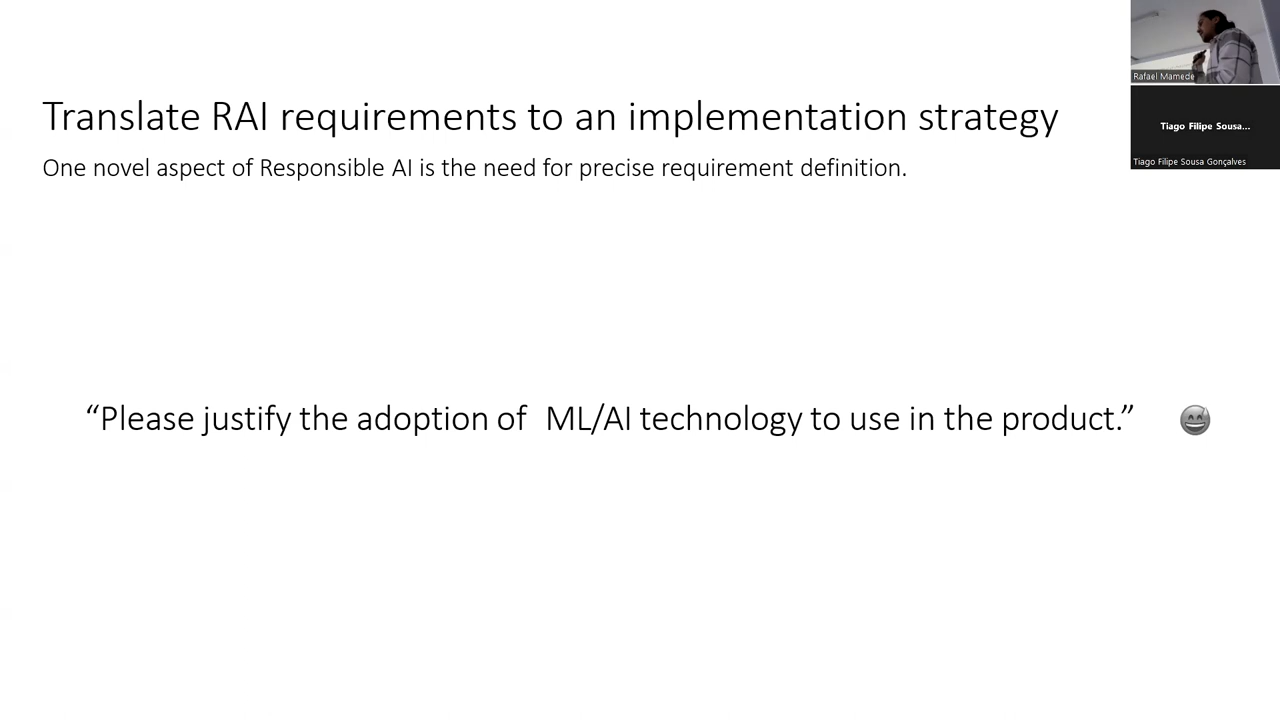 Translate RAI requirements to an implementation strategy
One novel aspect of Responsible AI is the need for precise requirement definition.
“Please justify the adoption of  ML/AI technology to use in the product.”
Rafael Mamede
Tiago Filipe Sousa...
Tiago Filipe Sousa Gonçalves